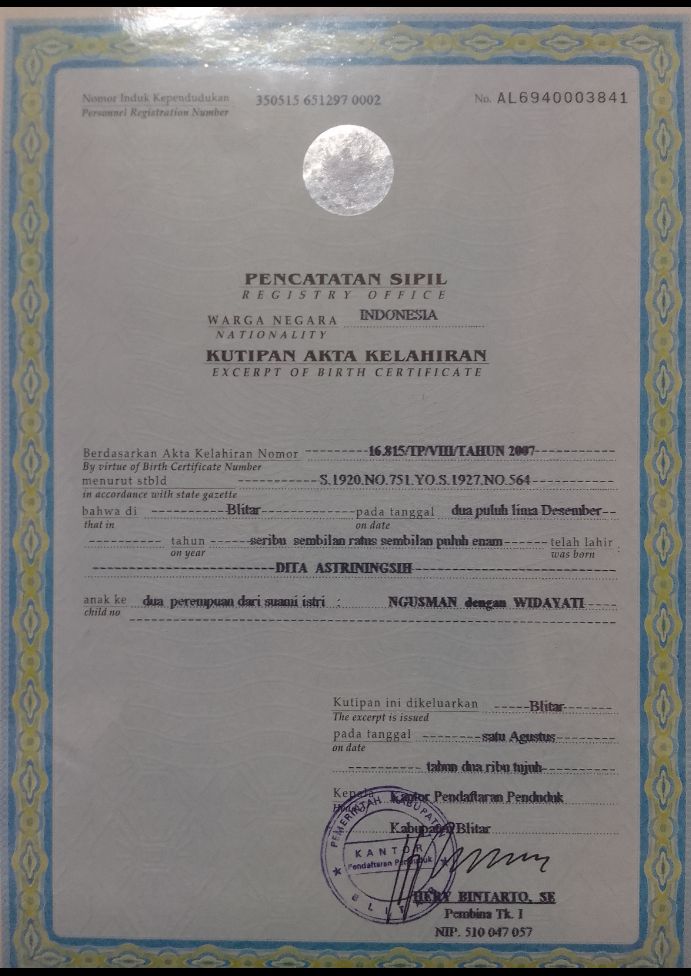 Nomor Induk Kependudukan 350515 651297 0002 No. AL6940003841
Personnel Registration Number
PENCATATAN SIPIL
REGISTRY OFFICE
WARGA NEGARA INDONESIA
NATIONALITY
KUTIPAN AKTA KELAHIRAN
EXCERPT OF BIRTH CERTIFICATE
Berdasarkan Akta Kelahiran Nomor 16.815/TP/VIII/TAHUN 2007
By virtue of Birth Certificate Number
menurut stbld S.1920.NO.751.YO.S.1927.NO.564
in accordance with state gazette
bahwa di Blitar pada tanggal dua puluh lima Desember
that in on date
tahun seribu sembilan ratus sembilan puluh enam telah lahir :
on year was born
DITA ASTRININGSIH
anak ke dua perempuan dari suami istri : NGUSMAN dengan WIDAYATI
child no
Kutipan ini dikeluarkan Blitar
The excerpt is issued
pada tanggal satu Agustus
on date
tahun dua ribu tujuh
Kepala Kantor Pendaftaran Penduduk
Kabupaten Blitar
PEMERINTAH KABUPATEN
KANTOR
Pendaftaran Penduduk
BLITAR
HERY BINTARTO, SE
Pembina Tk. I
NIP. 510 047 057